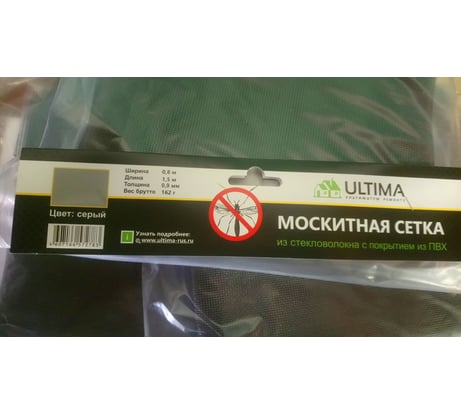 Ширина 0,8 м
Длина 1,5 м
Толщина 0,9 мм
Вес брутто 162 г
Цвет: серый
Узнать подробнее:
www.ultima-rus.ru
ULTIMA
МОСКИТНАЯ СЕТКА
из стекловолокна с покрытием из ПВХ